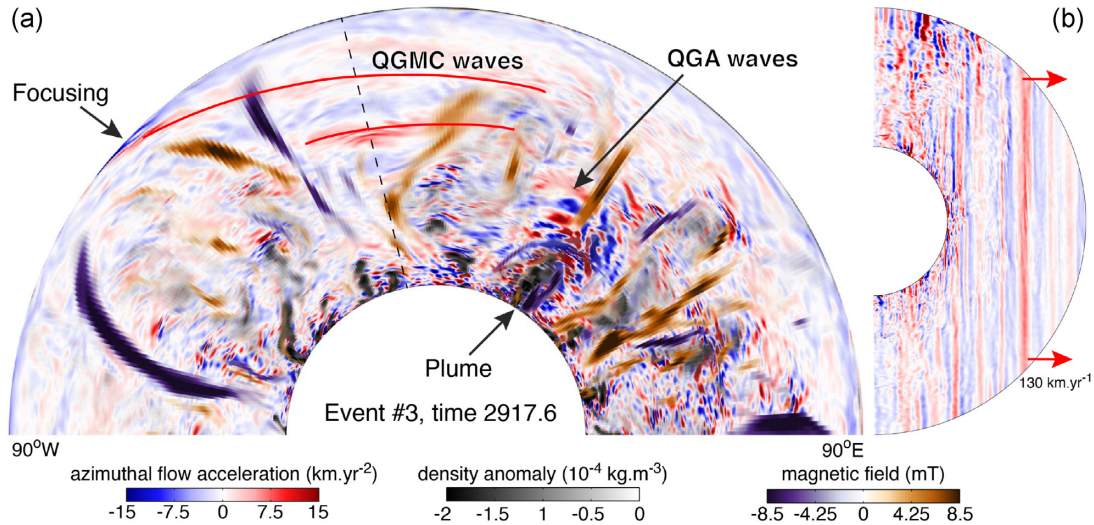 (a)
(b)
QGMC waves
QGA waves
Focusing
Plume
Event #3, time 2917.6
130 km.yr⁻¹
90°W
90°E
azimuthal flow acceleration (km.yr⁻²)
-15 -7.5 0 7.5 15
density anomaly (10⁻⁴ kg.m⁻³)
-2 -1.5 1 -0.5 0
magnetic field (mT)
-8.5 -4.25 0 4.25 8.5